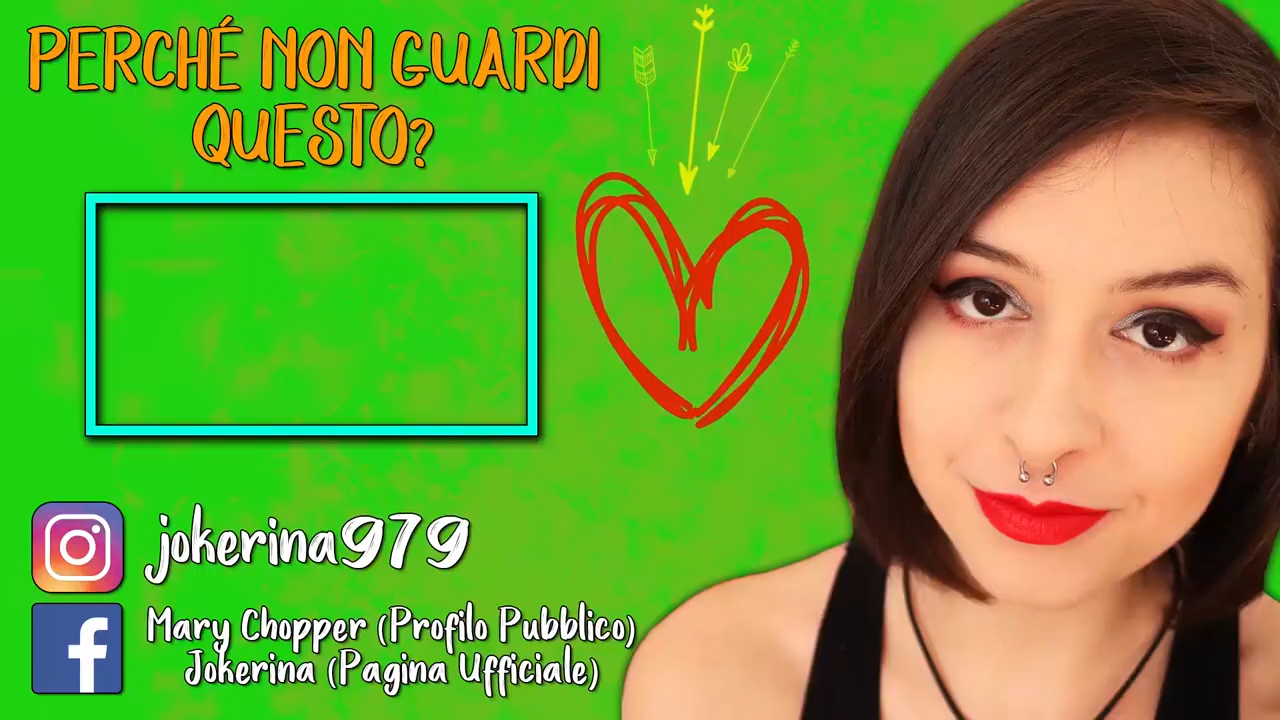 PERCHÉ NON GUARDI
QUESTO?
jokerina979
Mary Chopper (Profilo Pubblico)
Jokerina (Pagina Ufficiale)